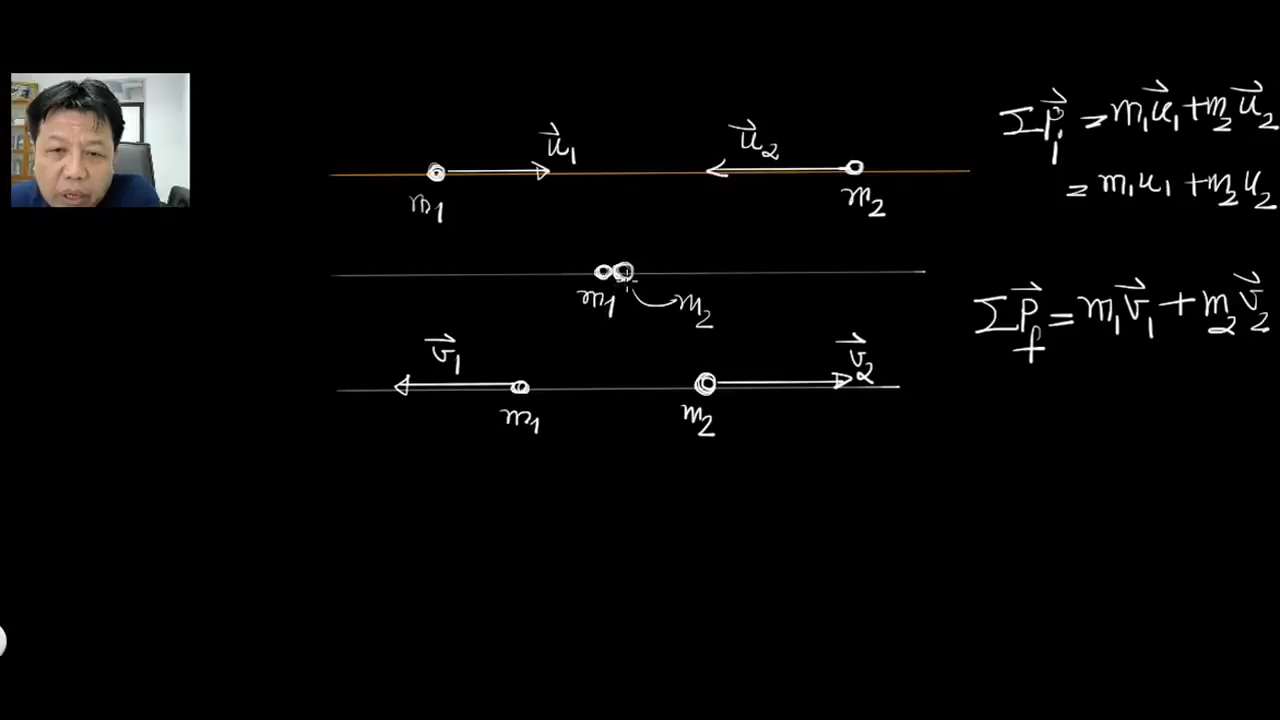 u⃗₁ u⃗₂
m₁ m₂
Σp⃗ᵢ = m₁u⃗₁ + m₂u⃗₂
= m₁u₁ + m₂u₂
m₁ m₂
Σp⃗_f = m₁v⃗₁ + m₂v⃗₂
v⃗₁ v⃗₂
m₁ m₂